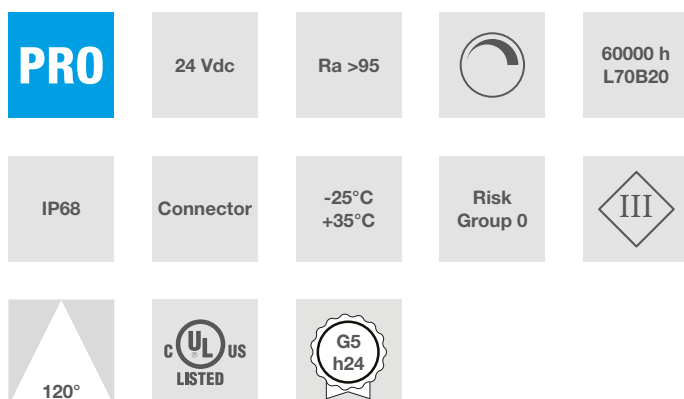 PRO
24 Vdc
Ra >95
60000 h
L70B20
IP68
Connector
-25°C
+35°C
Risk
Group 0
III
120°
C UL ® US
LISTED
G5
h24